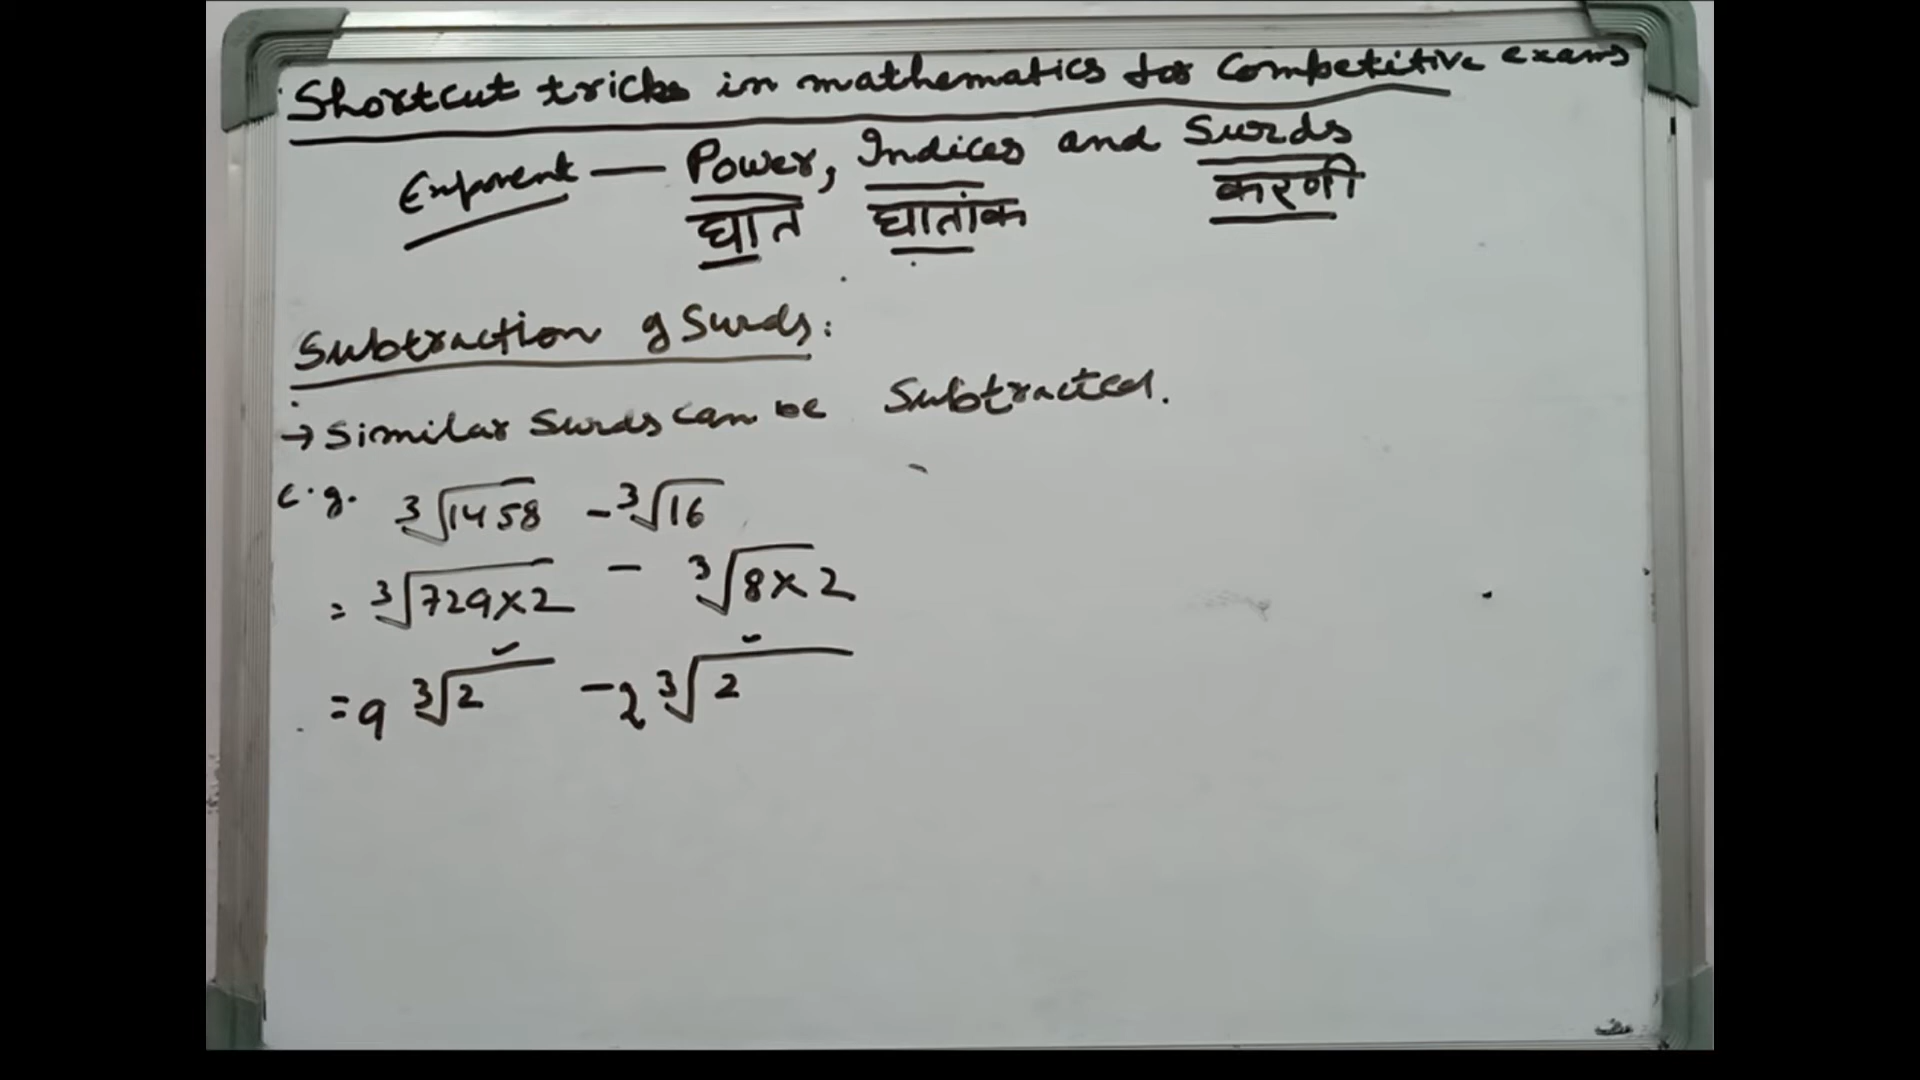 Shortcut tricks in mathematics for Competitive exams
Exponent — Power, Indices and Surds
घात घातांक करणी
Subtraction of Surds:
→ Similar Surds can be Subtracted.
e.g. ∛1458 - ∛16
= ∛729×2 - ∛8×2
= 9 ∛2 - 2 ∛2